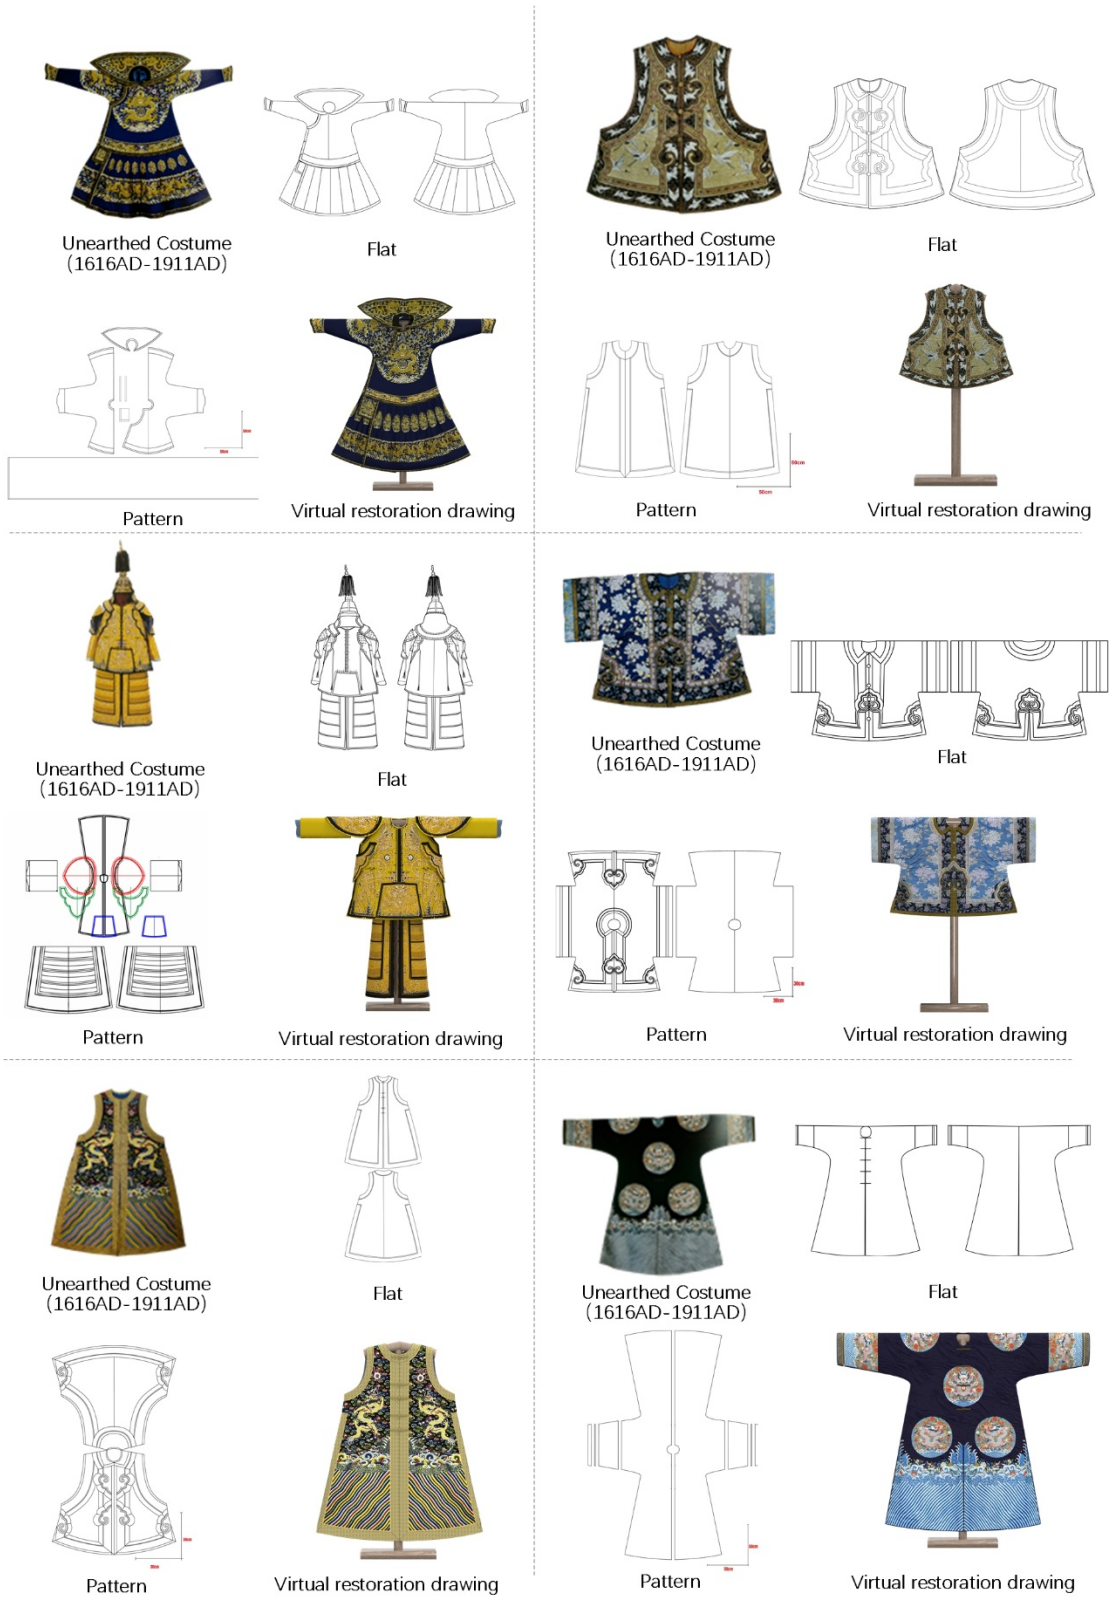 Unearthed Costume
(1616AD-1911AD)
Flat
Pattern
Virtual restoration drawing
Unearthed Costume
(1616AD-1911AD)
Flat
50cm
50cm
Pattern
Virtual restoration drawing
Unearthed Costume
(1616AD-1911AD)
Flat
Pattern
Virtual restoration drawing
Unearthed Costume
(1616AD-1911AD)
Flat
Pattern
Virtual restoration drawing
Unearthed Costume
(1616AD-1911AD)
Flat
Pattern
Virtual restoration drawing
Unearthed Costume
(1616AD-1911AD)
Flat
Pattern
Virtual restoration drawing